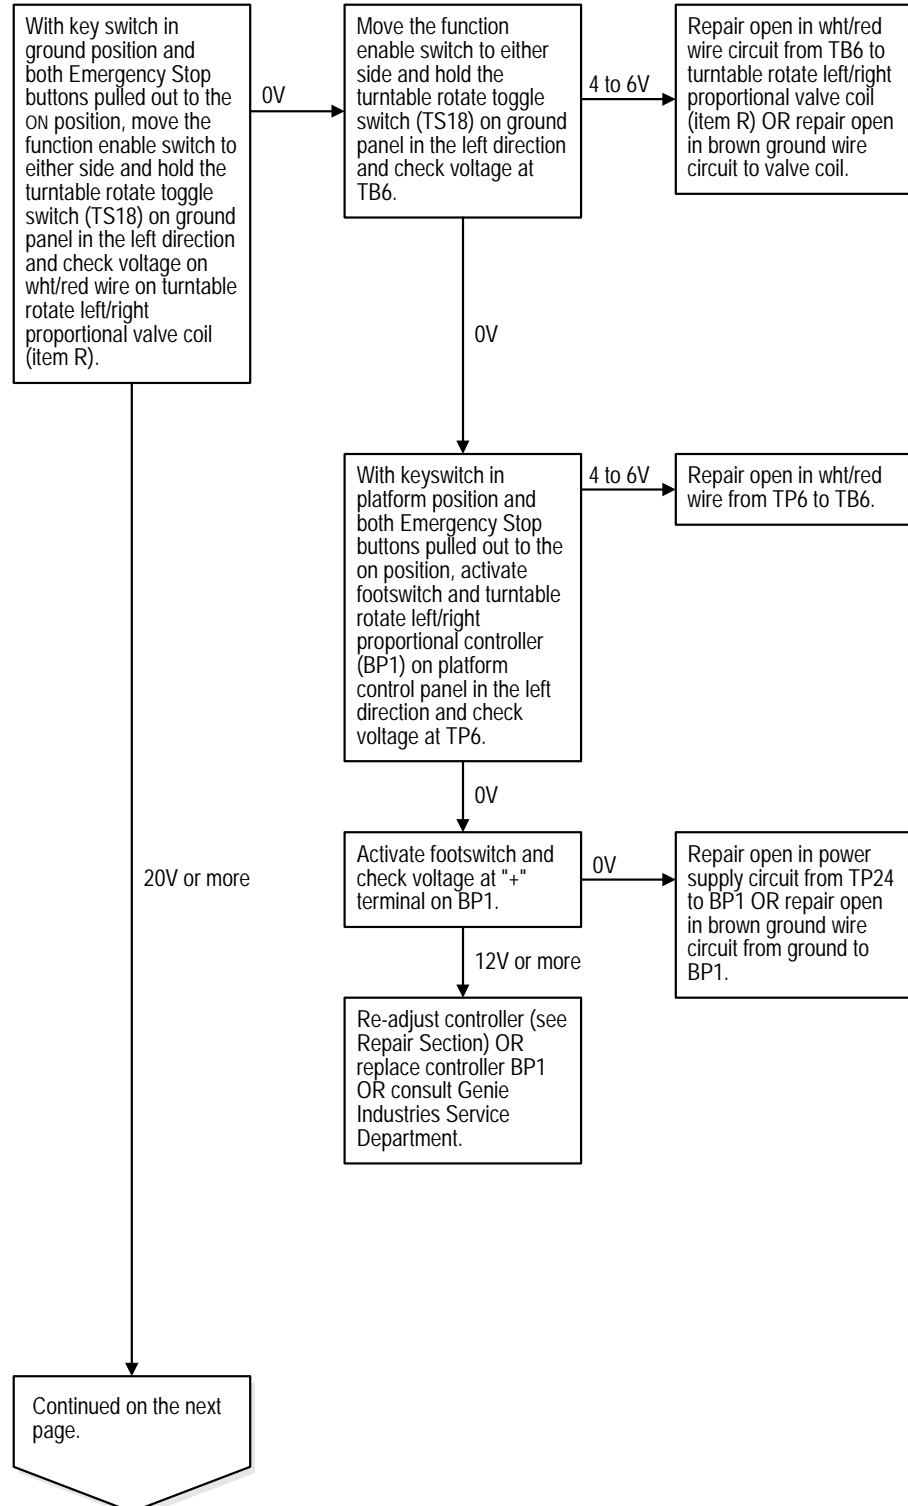 With key switch in
ground position and
both Emergency Stop
buttons pulled out to the
ON position, move the
function enable switch to
either side and hold the
turntable rotate toggle
switch (TS18) on ground
panel in the left direction
and check voltage on
wht/red wire on turntable
rotate left/right
proportional valve coil
(item R).
0V
Move the function
enable switch to either
side and hold the
turntable rotate toggle
switch (TS18) on ground
panel in the left direction
and check voltage at
TB6.
4 to 6V
Repair open in wht/red
wire circuit from TB6 to
turntable rotate left/right
proportional valve coil
(item R) OR repair open
in brown ground wire
circuit to valve coil.
0V
With keyswitch in
platform position and
both Emergency Stop
buttons pulled out to the
on position, activate
footswitch and turntable
rotate left/right
proportional controller
(BP1) on platform
control panel in the left
direction and check
voltage at TP6.
4 to 6V
Repair open in wht/red
wire from TP6 to TB6.
0V
Activate footswitch and
check voltage at "+"
terminal on BP1.
0V
Repair open in power
supply circuit from TP24
to BP1 OR repair open
in brown ground wire
circuit from ground to
BP1.
20V or more
12V or more
Re-adjust controller (see
Repair Section) OR
replace controller BP1
OR consult Genie
Industries Service
Department.
Continued on the next
page.